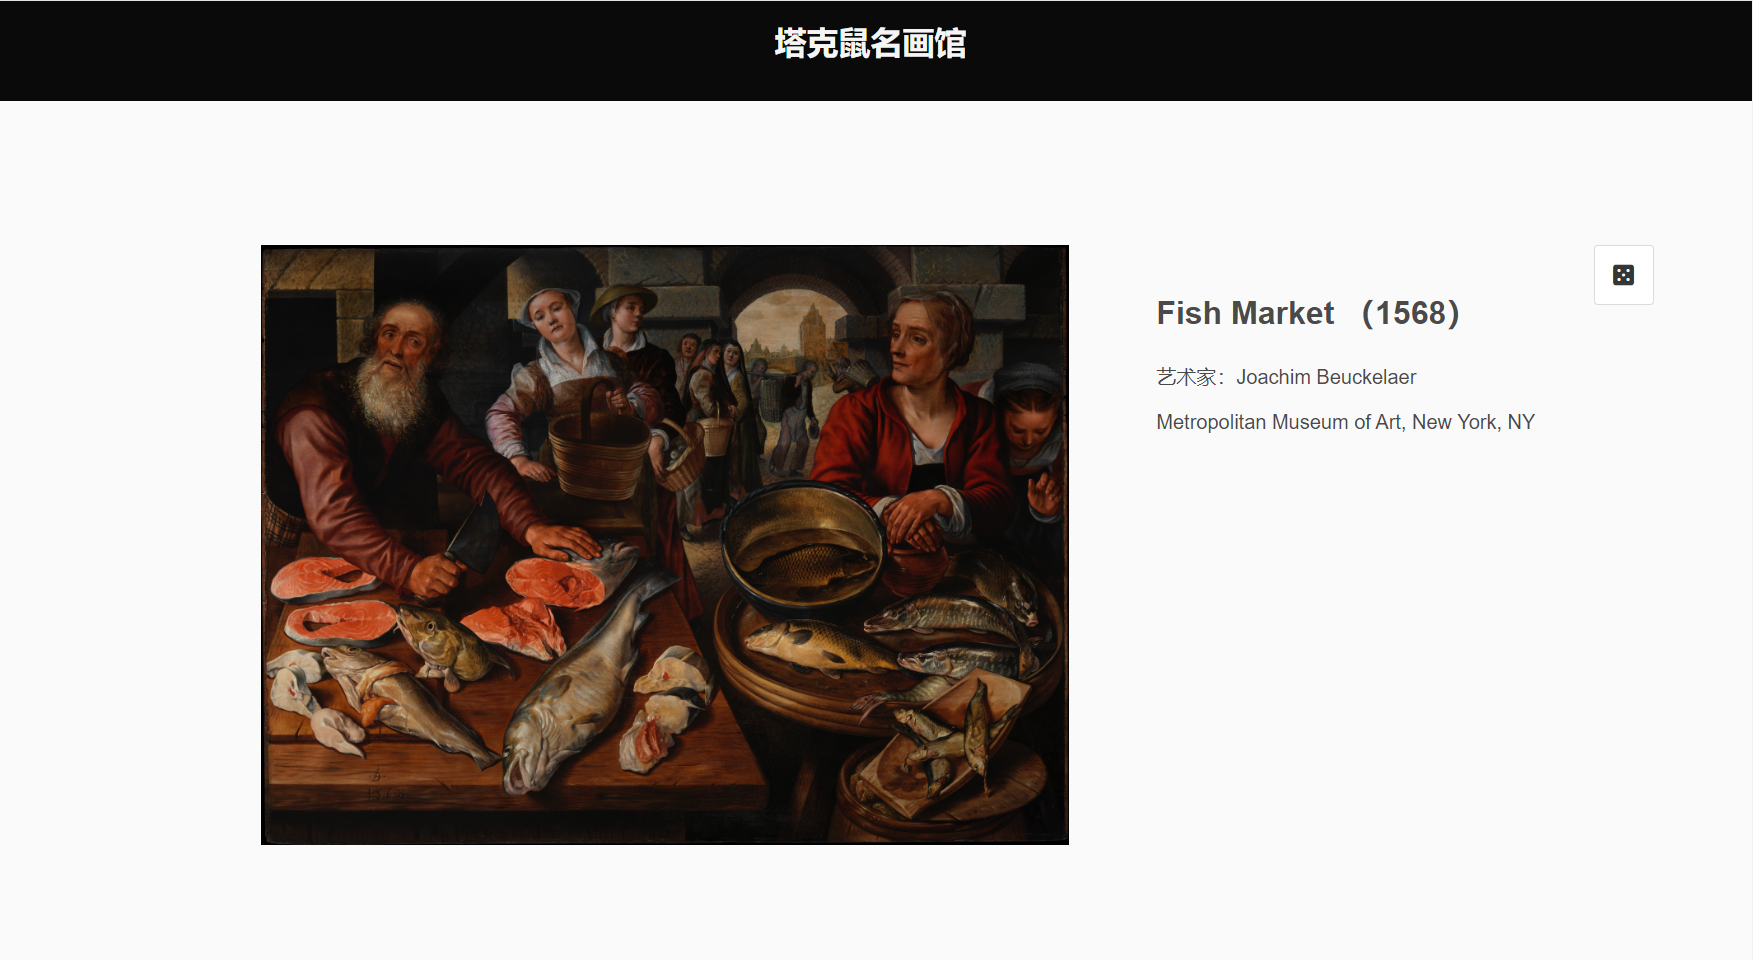 塔克鼠名画馆
Fish Market （1568）
艺术家：Joachim Beuckelaer
Metropolitan Museum of Art, New York, NY